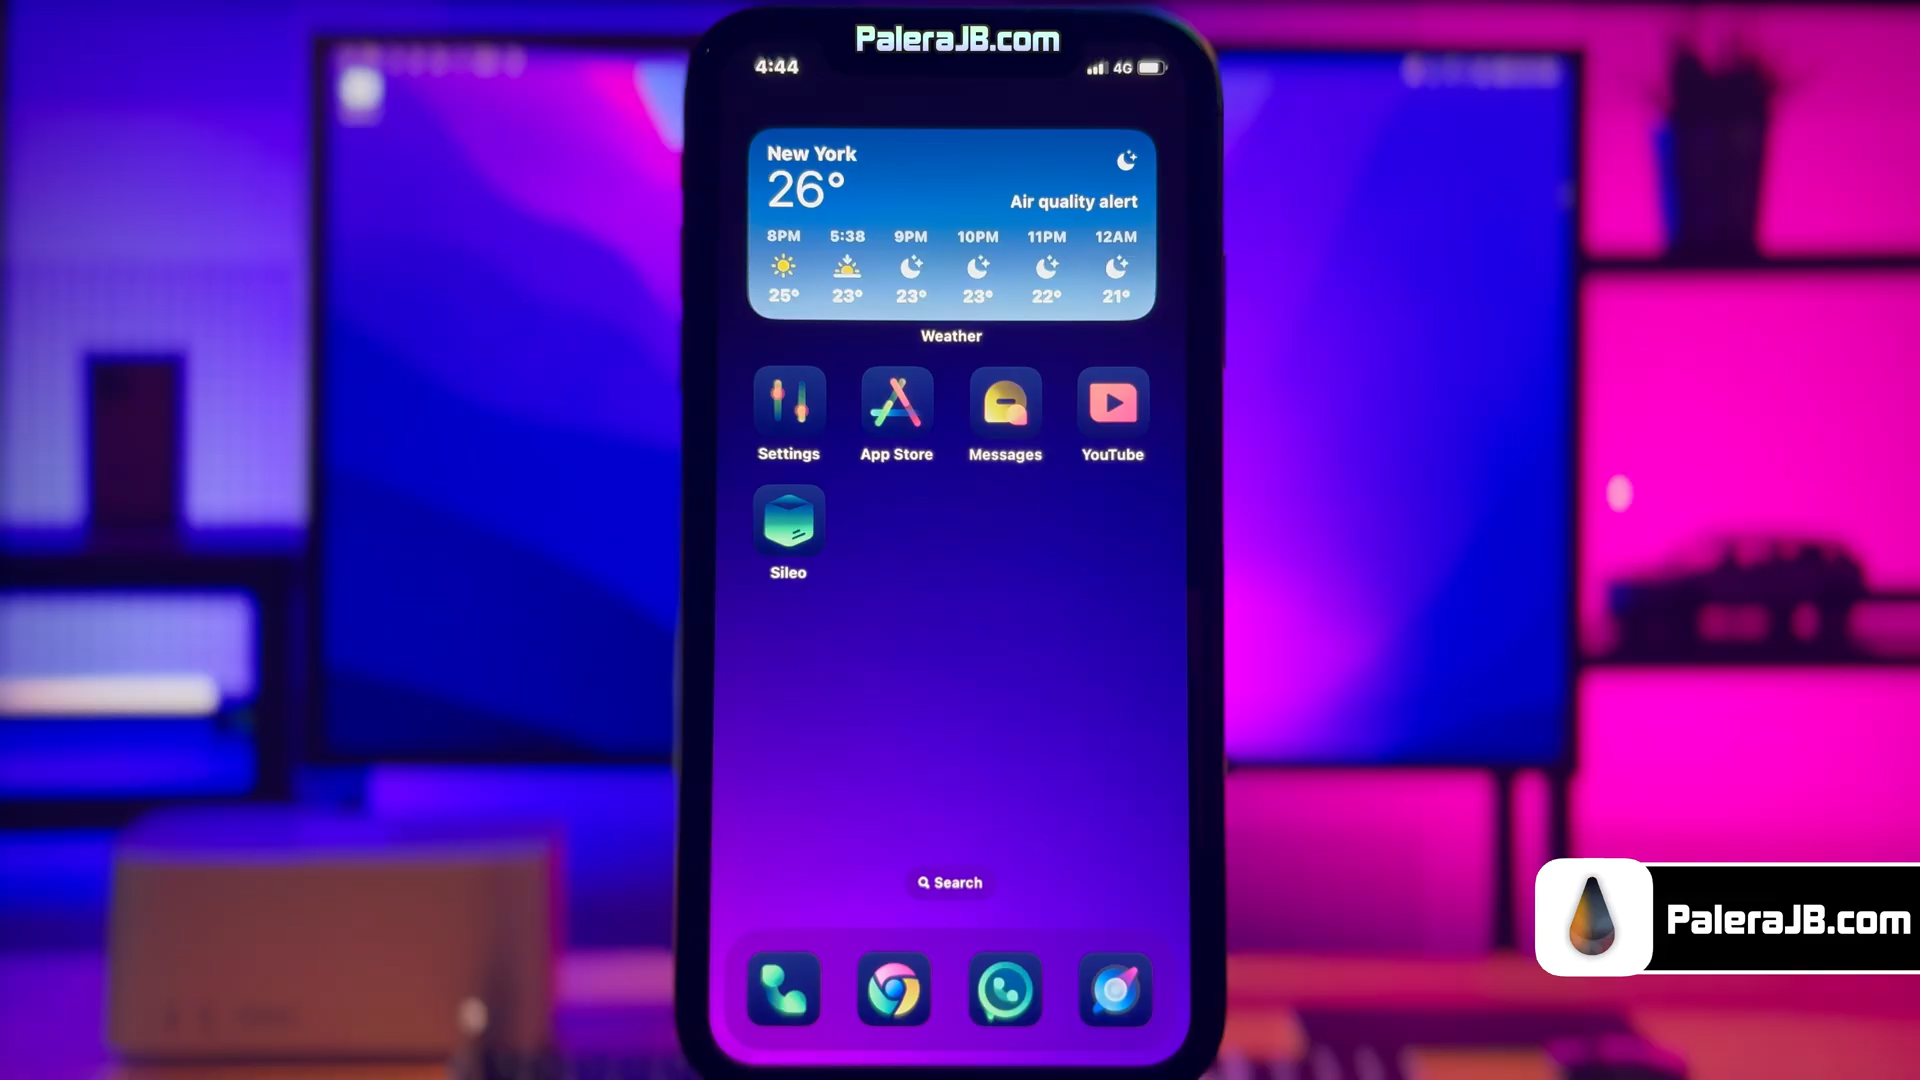 PaleraJB.com
4:44
4G
New York
26°
Air quality alert
8PM 5:38 9PM 10PM 11PM 12AM
25° 23° 23° 23° 22° 21°
Weather
Settings App Store Messages YouTube
Sileo
Search
PaleraJB.com